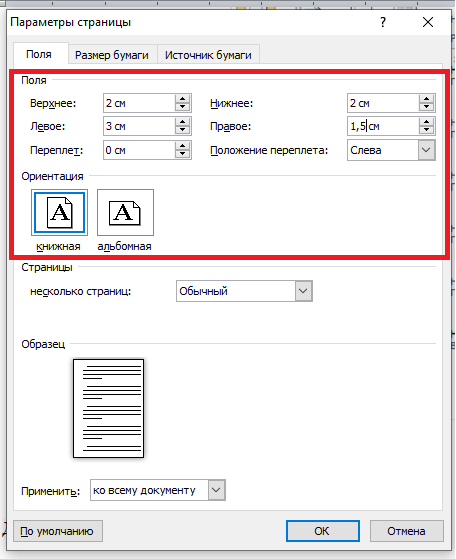 Параметры страницы ? ×
Поля Размер бумаги Источник бумаги
Поля
Верхнее: 2 см Нижнее: 2 см
Левое: 3 см Правое: 1,5 см
Переплет: 0 см Положение переплета: Слева
Ориентация
A A
книжная альбомная
Страницы
несколько страниц: Обычный
Образец
Применить: ко всему документу
По умолчанию ОК Отмена